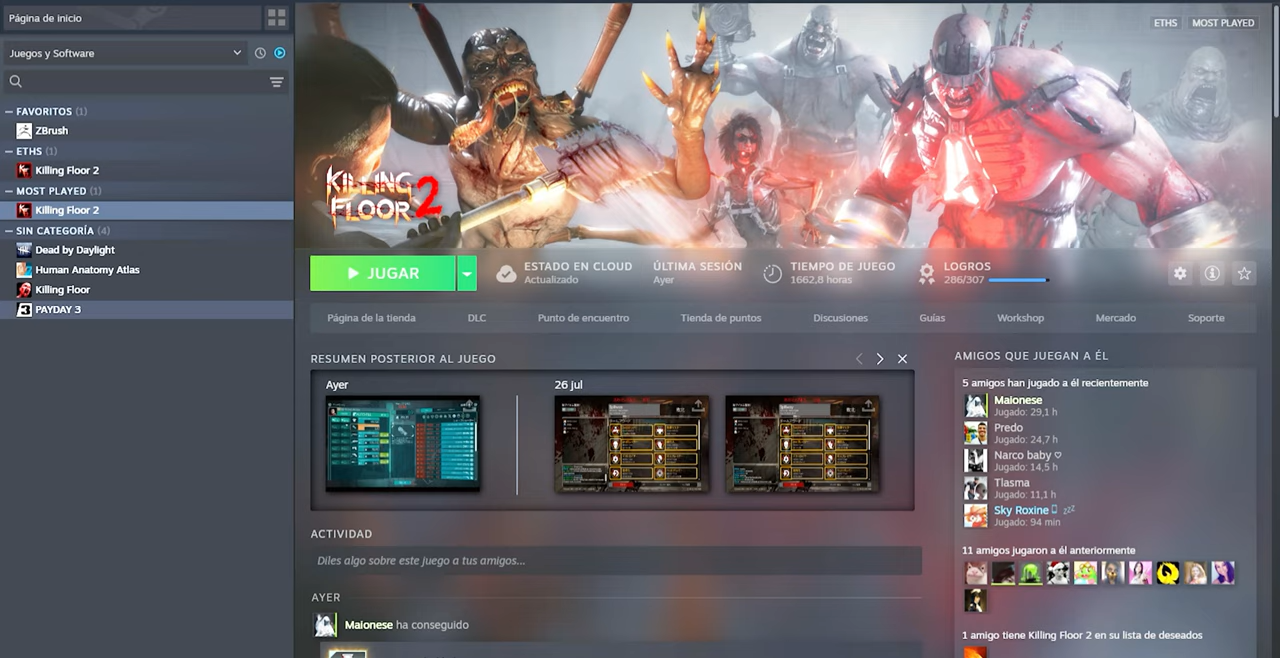 Página de inicio
Juegos y Software
FAVORITOS (1)
ZBrush
ETHS (1)
Killing Floor 2
MOST PLAYED (1)
Killing Floor 2
SIN CATEGORÍA (4)
Dead by Daylight
Human Anatomy Atlas
Killing Floor
PAYDAY 3
ETHS MOST PLAYED
KILLING
FLOOR 2
JUGAR
ESTADO EN CLOUD
Actualizado
ÚLTIMA SESIÓN
Ayer
TIEMPO DE JUEGO
1662,8 horas
LOGROS
286/307
Página de la tienda DLC Punto de encuentro Tienda de puntos Discusiones Guías Workshop Mercado Soporte
RESUMEN POSTERIOR AL JUEGO
Ayer
26 jul
ACTIVIDAD
Diles algo sobre este juego a tus amigos...
AYER
Maionese ha conseguido
AMIGOS QUE JUEGAN A ÉL
5 amigos han jugado a él recientemente
Maionese
Jugado: 29,1 h
Predo
Jugado: 24,7 h
Narco baby ♡
Jugado: 14,5 h
Tlasma
Jugado: 11,1 h
Sky Roxine zzz
Jugado: 94 min
11 amigos jugaron a él anteriormente
1 amigo tiene Killing Floor 2 en su lista de deseados